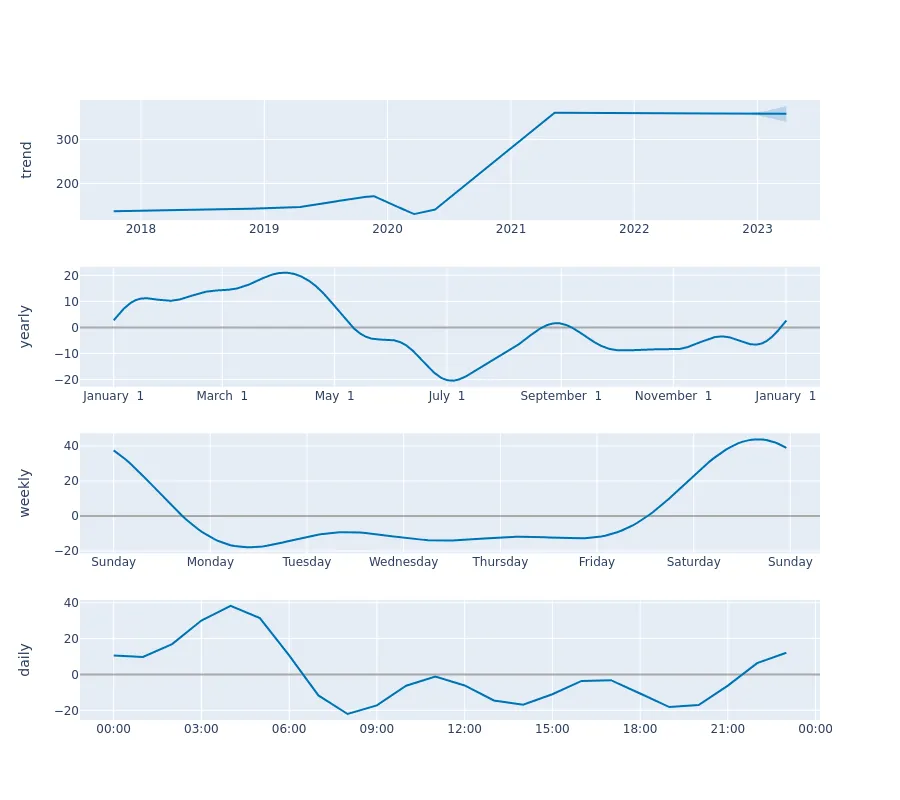 trend
300
200
2018 2019 2020 2021 2022 2023
yearly
20
10
0
−10
−20
January 1 March 1 May 1 July 1 September 1 November 1 January 1
weekly
40
20
0
−20
Sunday Monday Tuesday Wednesday Thursday Friday Saturday Sunday
daily
40
20
0
−20
00:00 03:00 06:00 09:00 12:00 15:00 18:00 21:00 00:00